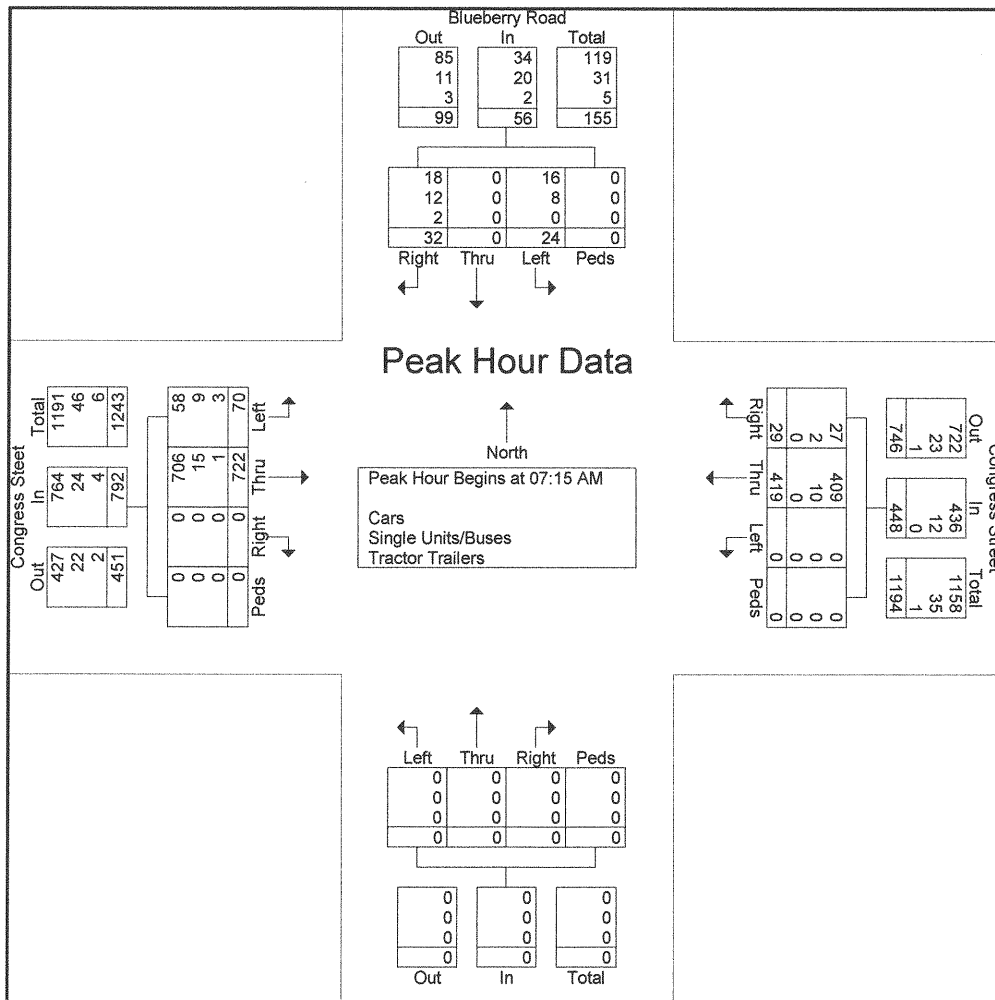 Blueberry Road
Out In Total
85 34 119
11 20 31
3 2 5
99 56 155
18 0 16 0
12 0 8 0
2 0 0 0
32 0 24 0
Right Thru Left Peds
Peak Hour Data
Congress Steet
Total In Out
1191 764 427
46 24 22
6 4 2
1243 792 451
58 706 0 0
9 15 0 0
3 1 0 0
70 722 0 0
Left Thru Right Peds
North
Peak Hour Begins at 07:15 AM
Cars
Single Units/Buses
Tractor Trailers
Right Thru Left Peds
27 409 0 0
2 10 0 0
0 0 0 0
29 419 0 0
Congress Street
Out In Total
722 436 1158
23 12 35
1 0 1
746 448 1194
Left Thru Right Peds
0 0 0 0
0 0 0 0
0 0 0 0
0 0 0 0
0 0 0
0 0 0
0 0 0
0 0 0
Out In Total